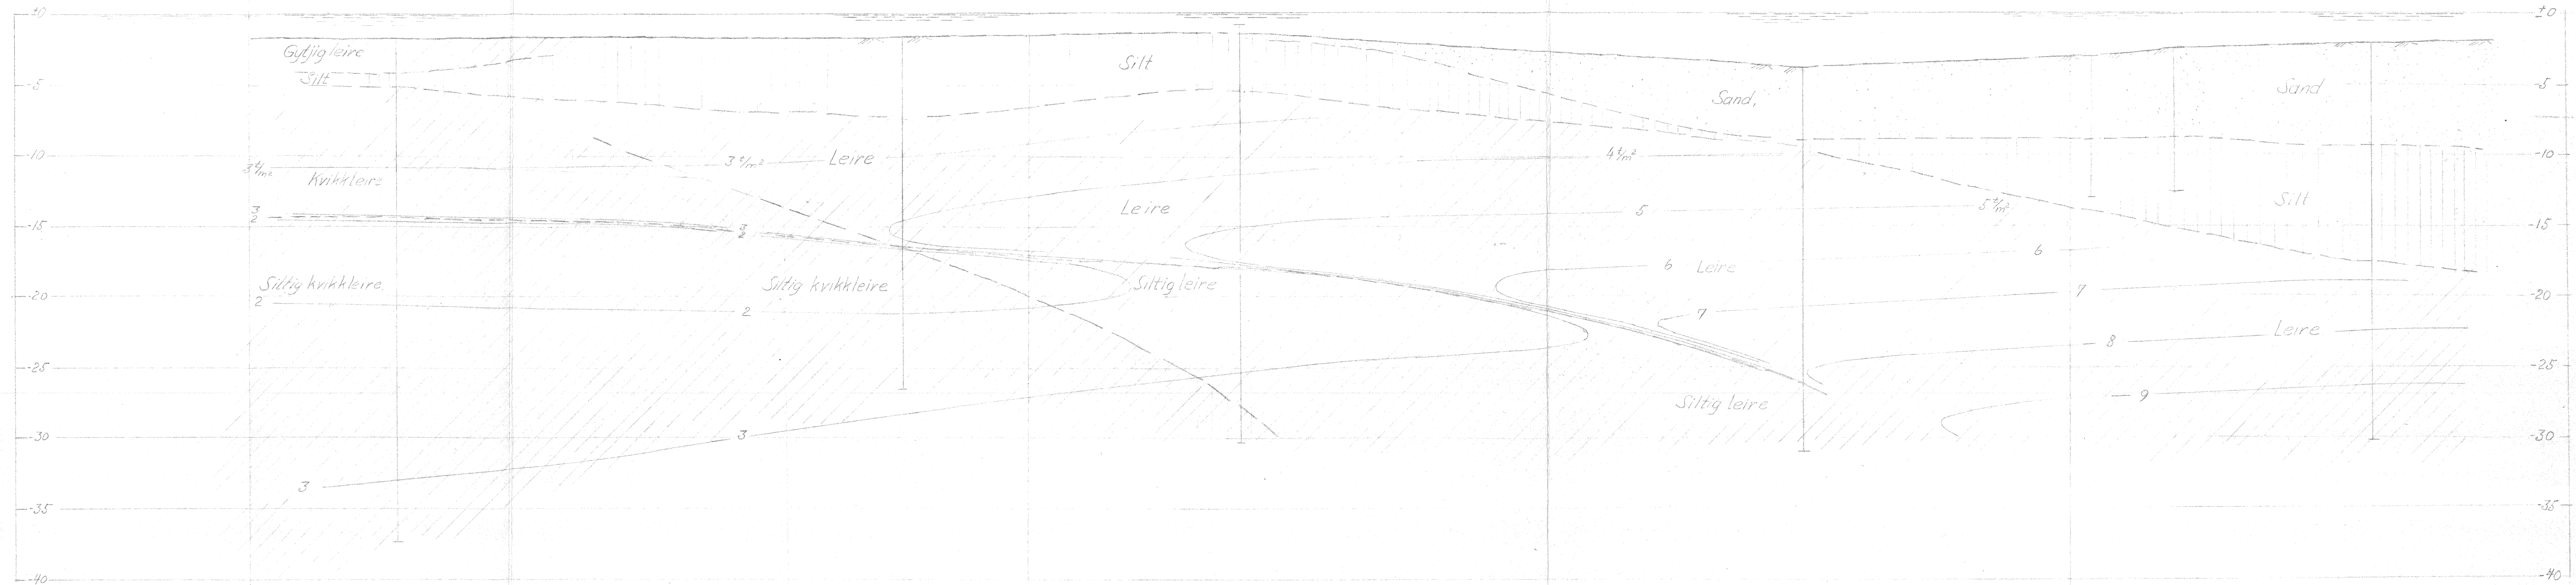 ±0 ±0
Gytjig leire
Silt
Silt
-5 -5
Sand
Sand,
-10 -10
3 t/m² 3 t/m² Leire 4 t/m²
Kvikkleire
3
2
3
2
Leire
5 5 t/m²
Silt
-15 -15
6 Leire 6
Siltig kvikkleire Siltig kvikkleire Siltig leire
-20 -20
2 2
7 7
8 Leire
-25 -25
9
Siltig leire
-30 3 -30
3
-35 -35
-40 -40